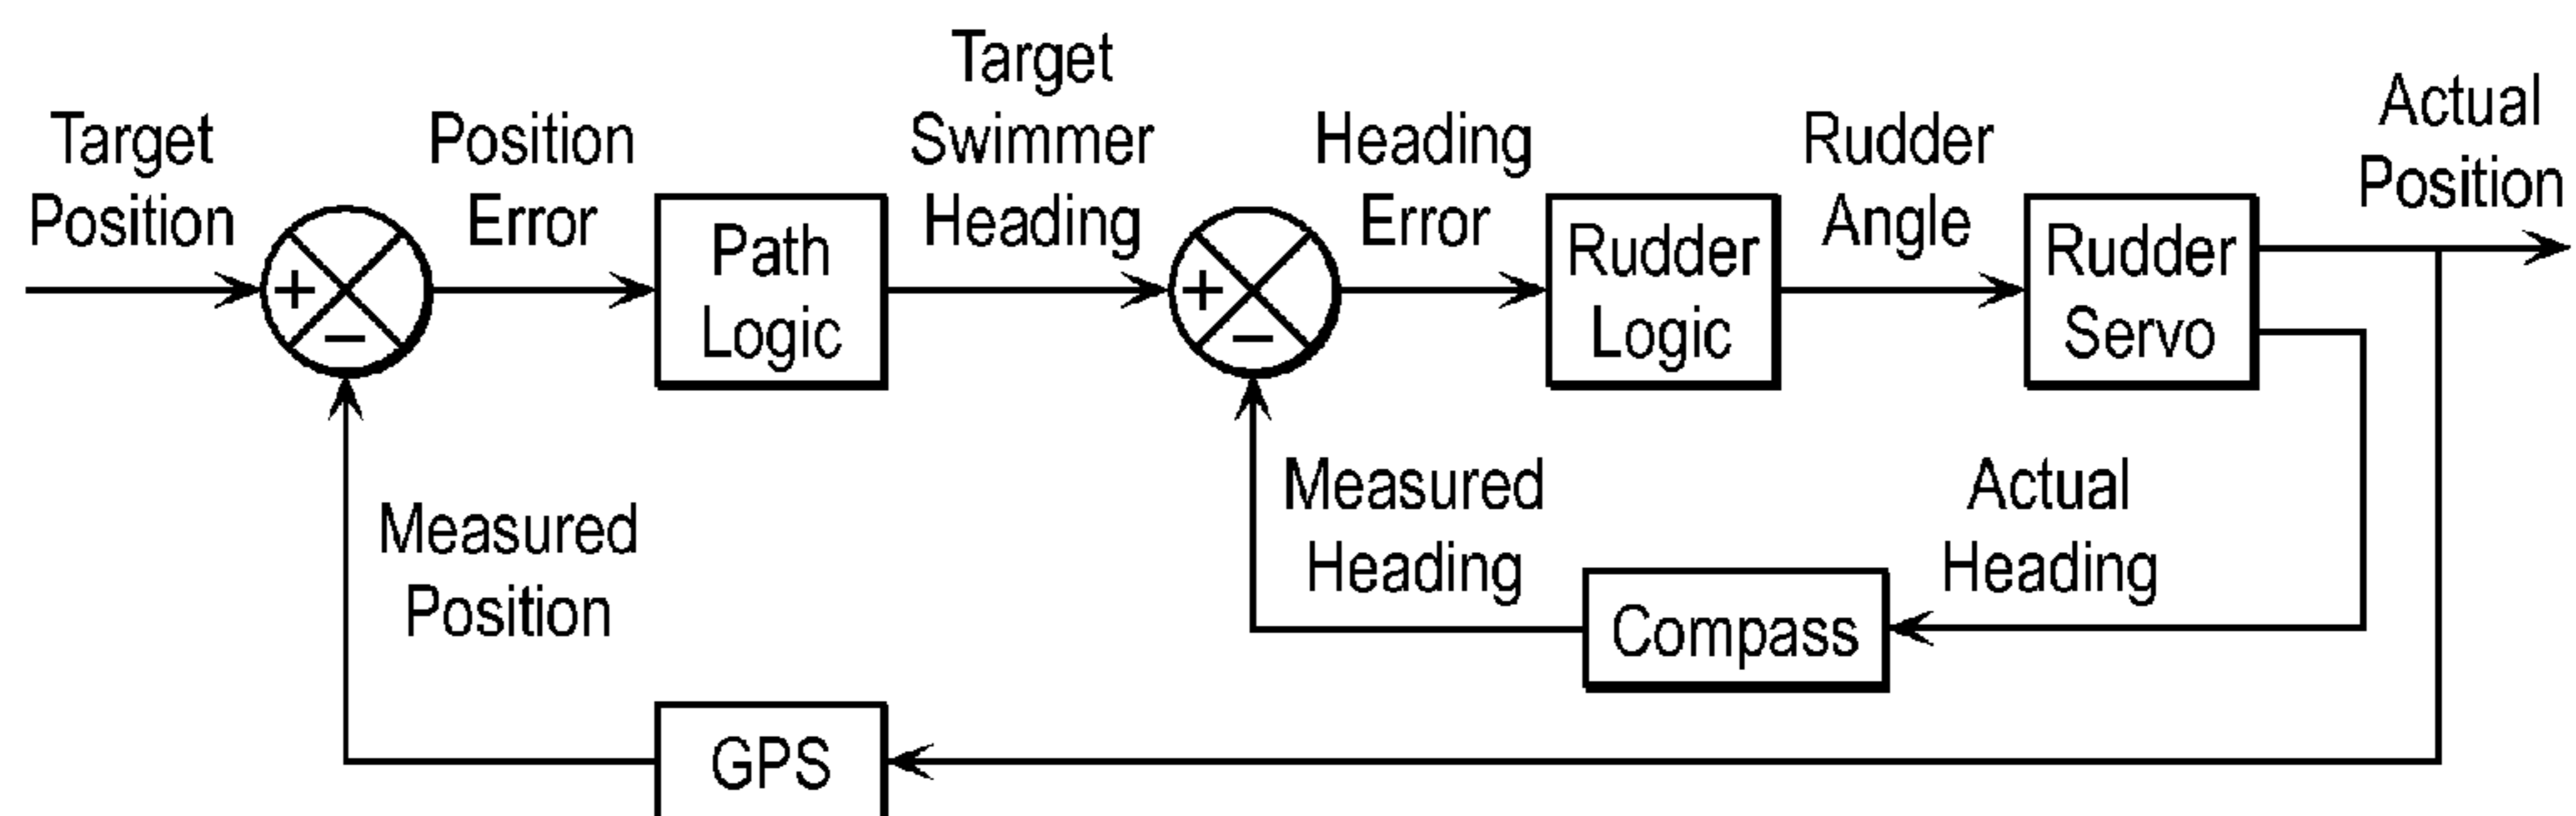 Target
Position
+
−
Position
Error
Path
Logic
Target
Swimmer
Heading
+
−
Heading
Error
Rudder
Logic
Rudder
Angle
Rudder
Servo
Actual
Position
Measured
Position
Measured
Heading
Compass
Actual
Heading
GPS